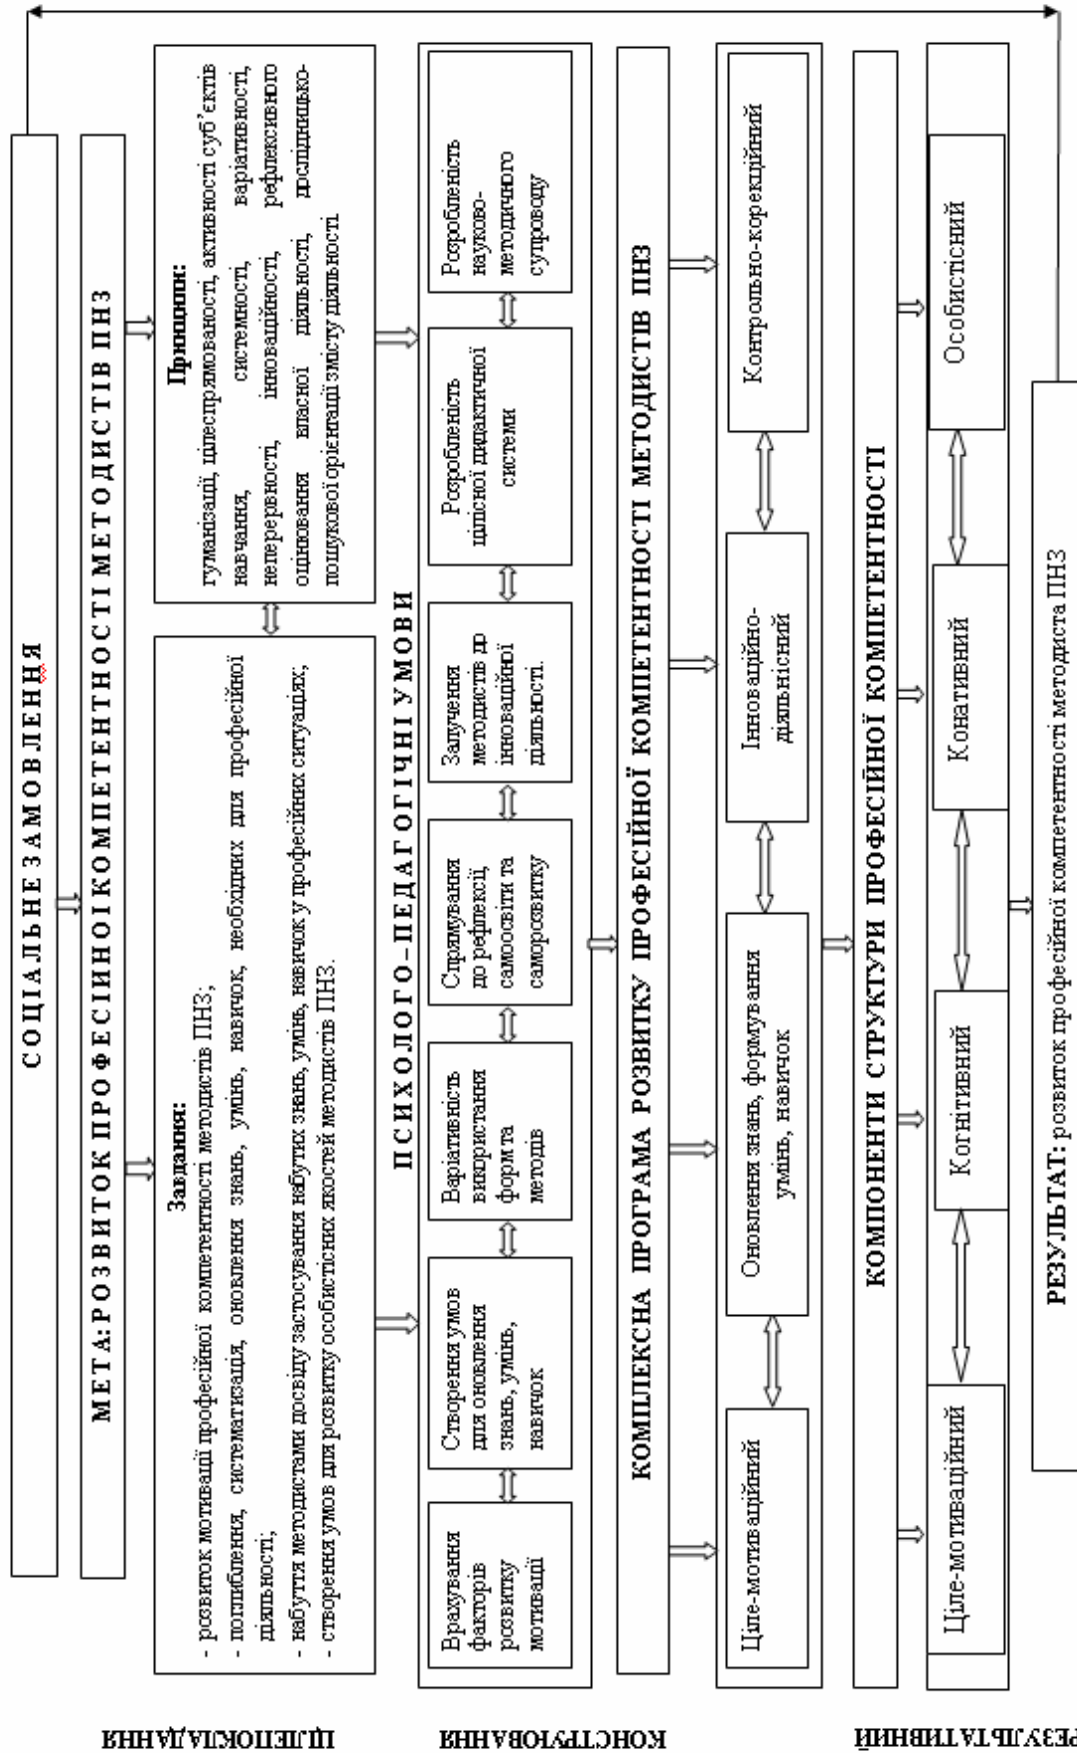 СОЦІАЛЬНЕ ЗАМОВЛЕННЯ
МЕТА: РОЗВИТОК ПРОФЕСІЙНОЇ КОМПЕТЕНТНОСТІ МЕТОДИСТІВ ПНЗ
ЦІЛЕПОКЛАДАННЯ
Завдання:
- розвиток мотивації професійної компетентності методистів ПНЗ;
- поглиблення, систематизація, оновлення знань, умінь, навичок, необхідних для професійної
діяльності;
- набуття методистами досвіду застосування набутих знань, умінь, навичок у професійних ситуаціях;
- створення умов для розвитку особистісних якостей методистів ПНЗ.
Принципи:
гуманізації, цілеспрямованості, активності суб’єктів
навчання, системності, варіативності,
неперервності, інноваційності, рефлексивного
оцінювання власної діяльності, дослідницько-
пошукової орієнтації змісту діяльності
КОНСТРУЮВАННЯ
ПСИХОЛОГО–ПЕДАГОГІЧНІ УМОВИ
Врахування
факторів
розвитку
мотивації
Створення умов
для оновлення
знань, умінь,
навичок
Варіативність
використання
форм та
методів
Спрямування
до рефлексії,
самоосвіти та
саморозвитку
Залучення
методистів до
інноваційної
діяльності.
Розробленість
цілісної дидактичної
системи
Розробленість
науково-
методичного
супроводу
КОМПЛЕКСНА ПРОГРАМА РОЗВИТКУ ПРОФЕСІЙНОЇ КОМПЕТЕНТНОСТІ МЕТОДИСТІВ ПНЗ
Ціле-мотиваційний
Оновлення знань, формування
умінь, навичок
Інноваційно-
діяльнісний
Контрольно-корекційний
РЕЗУЛЬТАТИВНИЙ
КОМПОНЕНТИ СТРУКТУРИ ПРОФЕСІЙНОЇ КОМПЕТЕНТНОСТІ
Ціле-мотиваційний
Когнітивний
Конативний
Особистісний
РЕЗУЛЬТАТ: розвиток професійної компетентності методиста ПНЗ